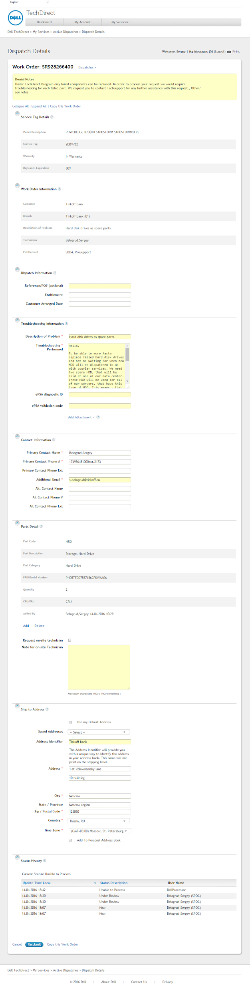 English
DELL
TechDirect
Dashboard My Account My Services
Dell TechDirect > My Services > Active Dispatches > Dispatch Details
Dispatch Details
Welcome, Sergey | My Messages (5) (Logout) Print
Work Order: SR928266400 Dispatches >
Denial Notes
Under TechDirect Program only failed components can be replaced. In order to process your request we would require
troubleshooting for each failed part. We request you to contact TechSupport for any further assistance with this request., Other/
see notes
Collapse All | Expand All | Copy this Work Order
Service Tag Details ?
Model Description POWEREDGE R730XD SANDSTORM SANDSTORMXD PE
Service Tag 2DBV762
Warranty In Warranty
Days until Expiration 809
Work Order Information ?
Customer Tinkoff bank
Branch Tinkoff bank (01)
Description of Problem Hard disk drives as spare parts.
Technician Belogrud,Sergey
Entitlement SBD4, ProSupport
Dispatch Information ?
Reference/PO# (optional)
Entitlement
Customer Arranged Date
Troubleshooting Information ?
Description of Problem * Hard disk drives as spare parts.
Troubleshooting *
Performed
Hello.
To be able to more faster
replace failed hard disk drives
and not be waiting for when new
HDD will be dispatched to us
with courier services. We need
two spare HDD, that will be
laid at one of our data center.
These HDD will be used for all
of our servers, that have this
type of HDD. This means , that
ePSA diagnostic ID
ePSA validation code
Add Attachment > ?
Contact Information ?
Primary Contact Name * Belogrud,Sergey
Primary Contact Phone # * +74956481000ext.2173
Primary Contact Phone Ext
Additional Email * s.belogrud@tinkoff.ru
Alt. Contact Name
Alt Contact Phone #
Alt Contact Phone Ext
Parts Detail ?
Part Code HRD
Part Description Storage, Hard Drive
Part Category Hard Drive
PPID/Serial Number PH05TFDD7557156CFKWAA06
Quantity 2
CRU/FRU CRU
Added By Belogrud,Sergey 14.04.2016 10:29
Add Delete
Request on-site technician
Note for on-site Technician
Maximum characters 1000 ( 1000 remaining )
Ship to Address ?
Use my Default Address
Saved Addresses -- Select --
Address Identifier Tinkoff bank
The Address Identifier will provide you
with a unique way to identify the address
in your address book. This name will not
print on the shipping label.
Address * 1-st Volokolamsky lane
10 building
City * Moscow
State / Province Moscow region
Zip / Postal Code * 123060
Country * Russia, RU
Time Zone * (GMT+03:00) Moscow, St. Petersburg,
Add To Personal Address Book
Status History ?
Current Status: Unable to Process
Update Time Local Status Description User Name
14.04.2016 18:42 Unable to Process DellProcessor
14.04.2016 18:30 Under Review Belogrud,Sergey (SPOC)
14.04.2016 18:30 Under Review Belogrud,Sergey (SPOC)
14.04.2016 18:07 New Belogrud,Sergey (SPOC)
14.04.2016 18:07 New Belogrud,Sergey (SPOC)
Cancel Resubmit Copy this Work Order
Dell TechDirect > My Services > Active Dispatches > Dispatch Details
© 2016 Dell | About Dell | Contact Us | Privacy